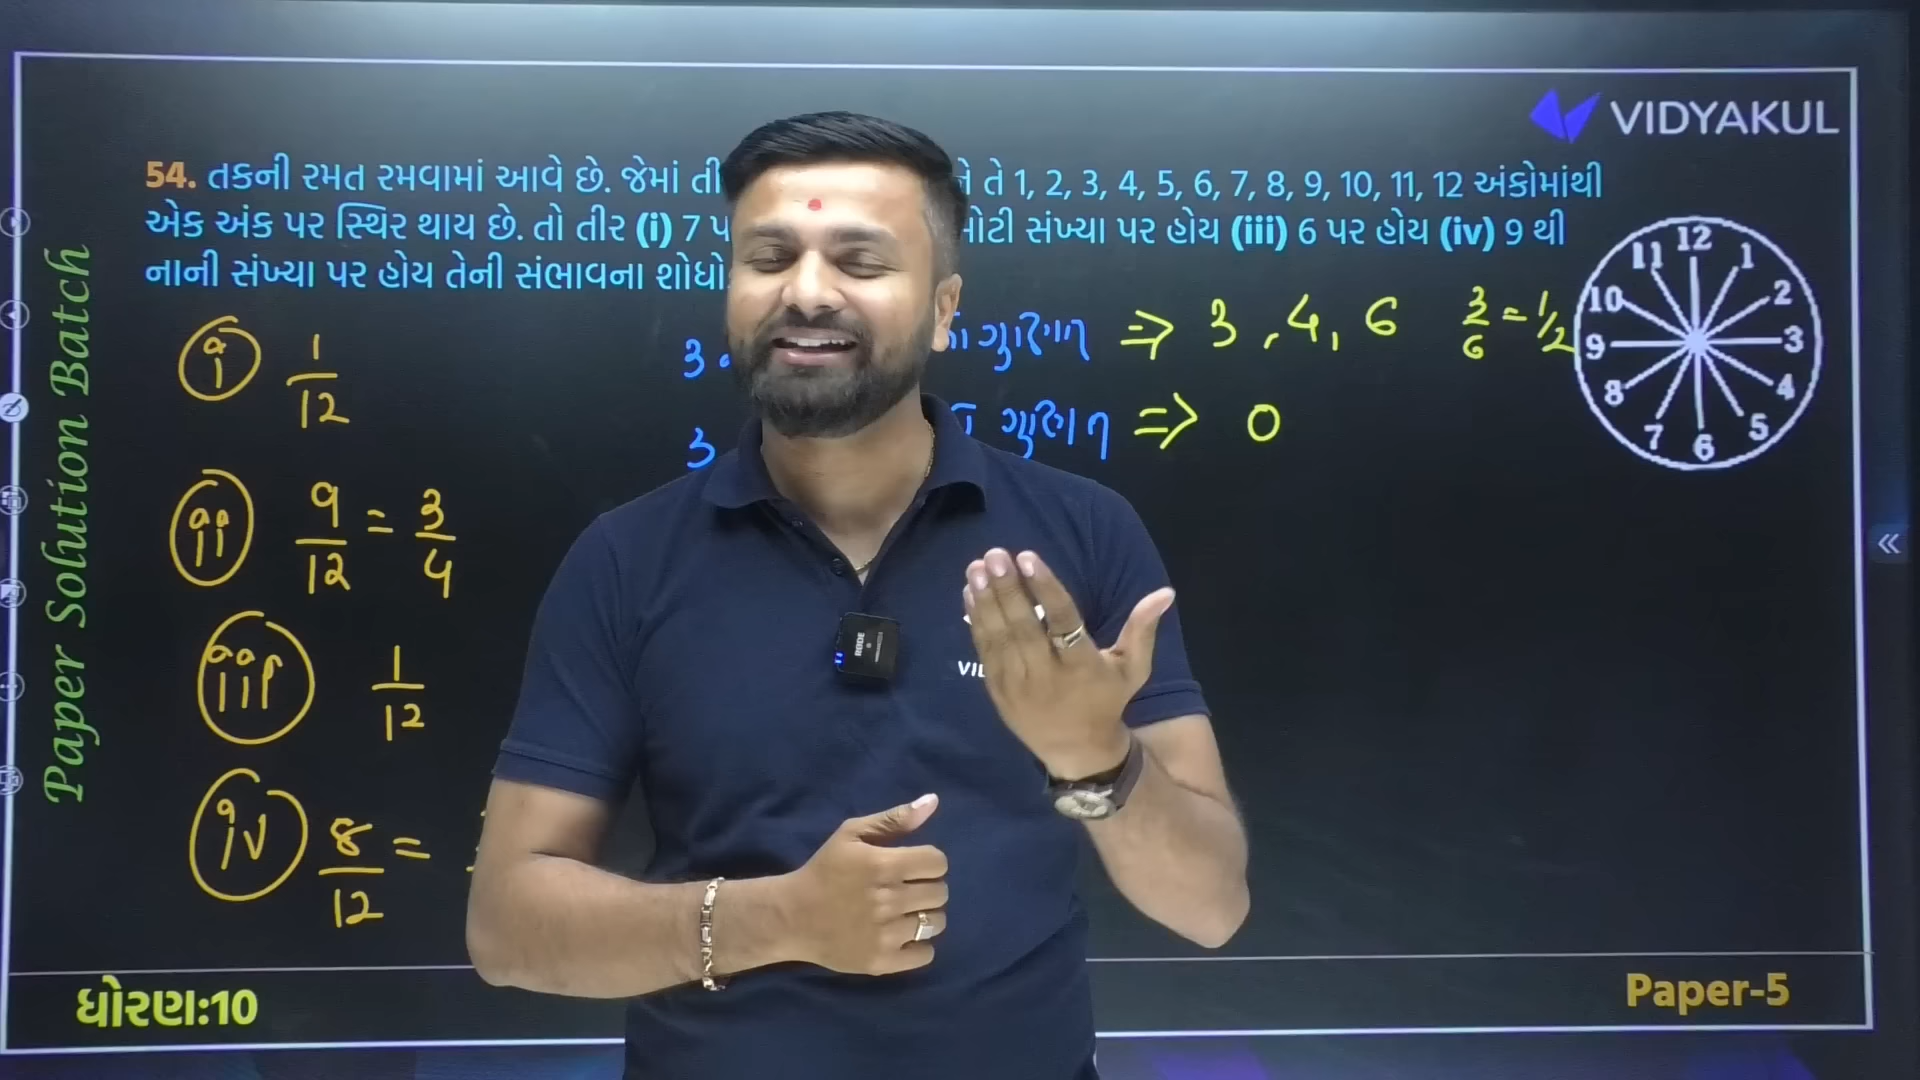 VIDYAKUL
54. તકની રમત રમવામાં આવે છે. જેમાં તી તે 1, 2, 3, 4, 5, 6, 7, 8, 9, 10, 11, 12 અંકોમાંથી
એક અંક પર સ્થિર થાય છે. તો તીર (i) 7 મોટી સંખ્યા પર હોય (iii) 6 પર હોય (iv) 9 થી
નાની સંખ્યા પર હોય તેની સંભાવના શોધો
Paper Solution Batch
i 1/12
3 ⇒ 3, 4, 6 3/6 = 1/2
3 ⇒ 0
ii 9/12 = 3/4
iii 1/12
iv 8/12 =
12 1 2 3 4 5 6 7 8 9 10 11
RODE
ધોરણ:10
Paper-5